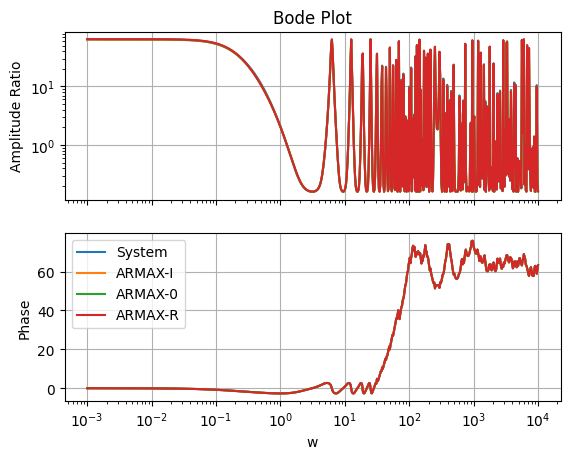 Bode Plot
Amplitude Ratio
10¹
10⁰
System
ARMAX-I
ARMAX-0
ARMAX-R
Phase
60
40
20
0
10⁻³ 10⁻² 10⁻¹ 10⁰ 10¹ 10² 10³ 10⁴
w